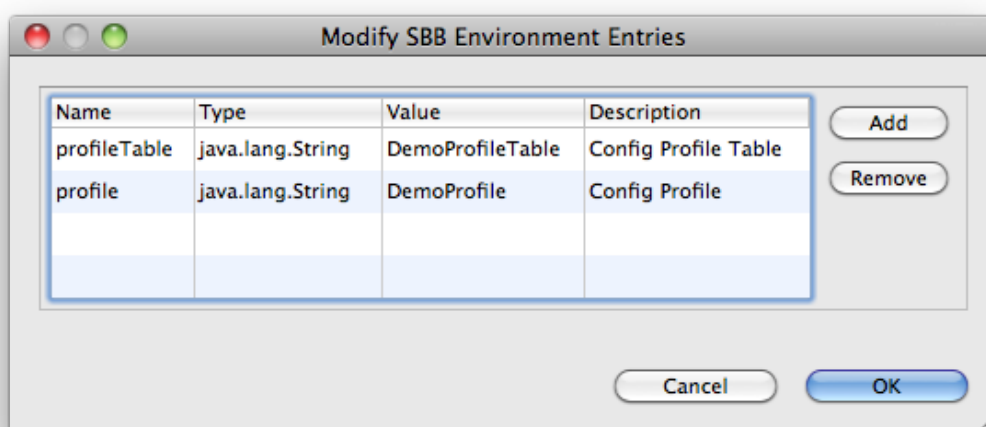 Modify SBB Environment Entries
Name Type Value Description
profileTable java.lang.String DemoProfileTable Config Profile Table
profile java.lang.String DemoProfile Config Profile
Add
Remove
Cancel OK